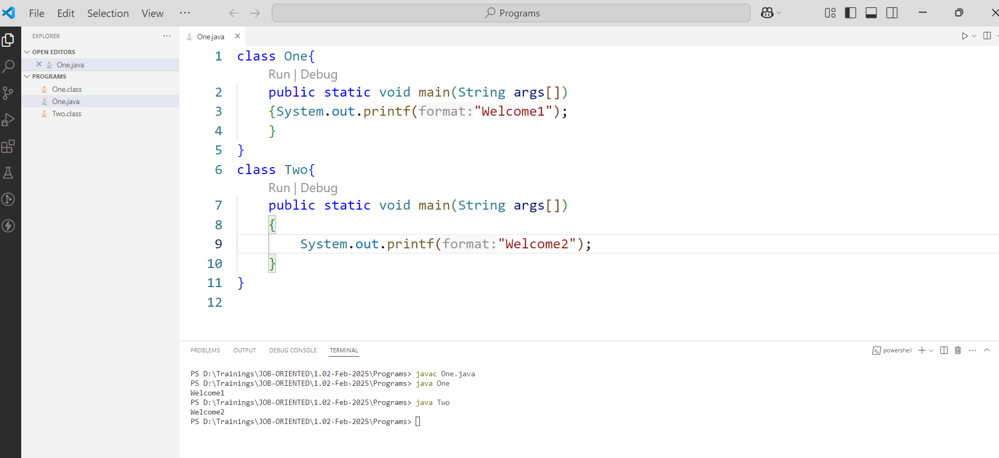 File Edit Selection View ··· Programs
EXPLORER ···
OPEN EDITORS
One.java
PROGRAMS
One.class
One.java
Two.class
One.java
1 class One{
Run | Debug
2 public static void main(String args[])
3 {System.out.printf(format:"Welcome1");
4 }
5 }
6 class Two{
Run | Debug
7 public static void main(String args[])
8 {
9 System.out.printf(format:"Welcome2");
10 }
11 }
12
PROBLEMS OUTPUT DEBUG CONSOLE TERMINAL powershell
PS D:\Trainings\JOB-ORIENTED\1.02-Feb-2025\Programs> javac One.java
PS D:\Trainings\JOB-ORIENTED\1.02-Feb-2025\Programs> java One
Welcome1
PS D:\Trainings\JOB-ORIENTED\1.02-Feb-2025\Programs> java Two
Welcome2
PS D:\Trainings\JOB-ORIENTED\1.02-Feb-2025\Programs>